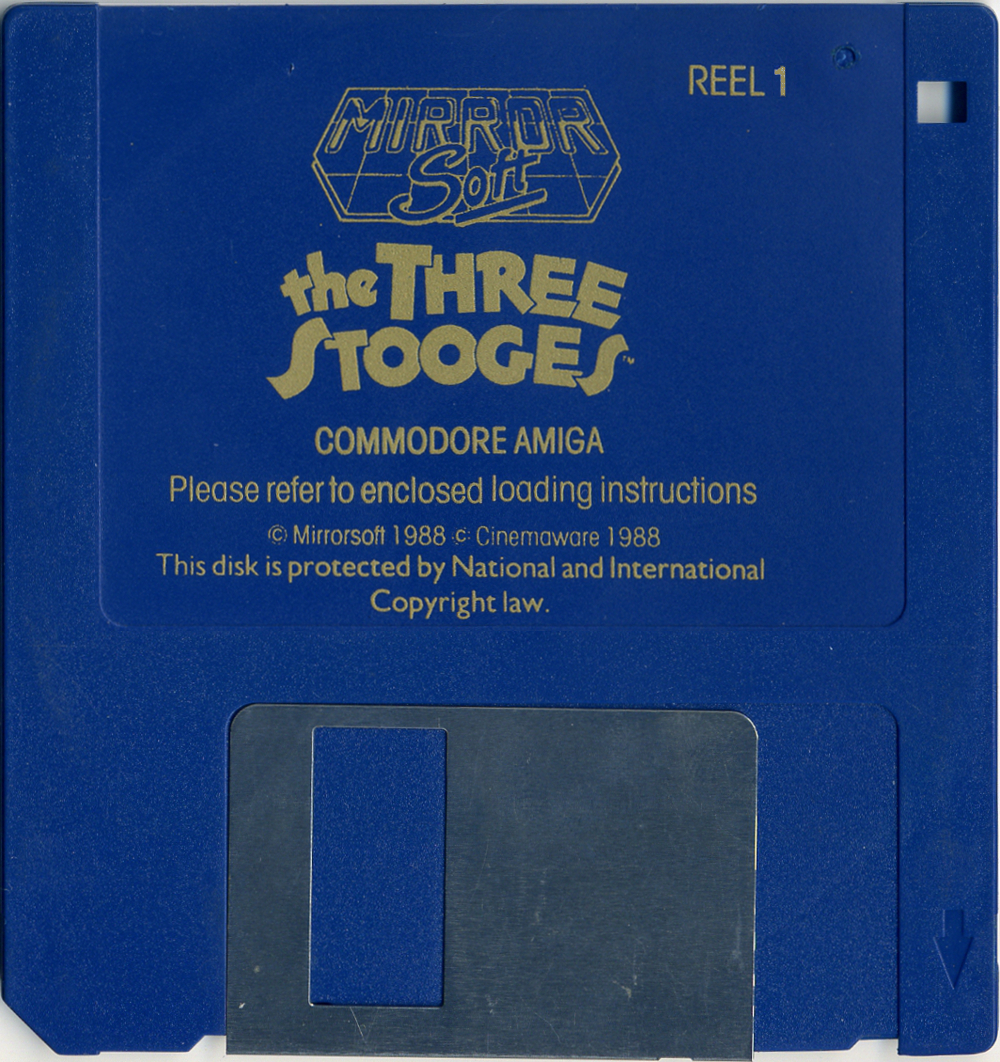 REEL 1
MIRROR
Soft
the THREE
STOOGES™
COMMODORE AMIGA
Please refer to enclosed loading instructions
© Mirrorsoft 1988 © Cinemaware 1988
This disk is protected by National and International
Copyright law.